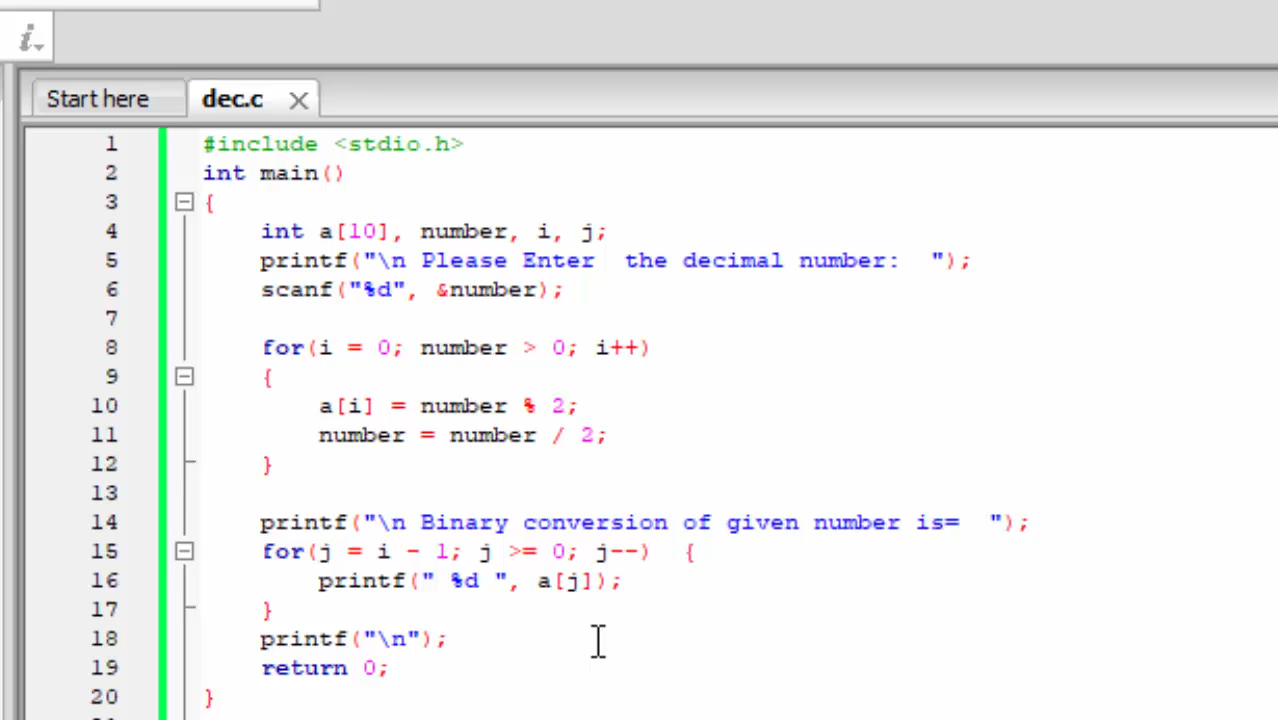 i
Start here dec.c
1 #include <stdio.h>
2 int main()
3 {
4     int a[10], number, i, j;
5     printf("\n Please Enter  the decimal number:  ");
6     scanf("%d", &number);
7
8     for(i = 0; number > 0; i++)
9     {
10         a[i] = number % 2;
11         number = number / 2;
12     }
13
14     printf("\n Binary conversion of given number is=  ");
15     for(j = i - 1; j >= 0; j--)  {
16         printf(" %d ", a[j]);
17     }
18     printf("\n");
19     return 0;
20 }